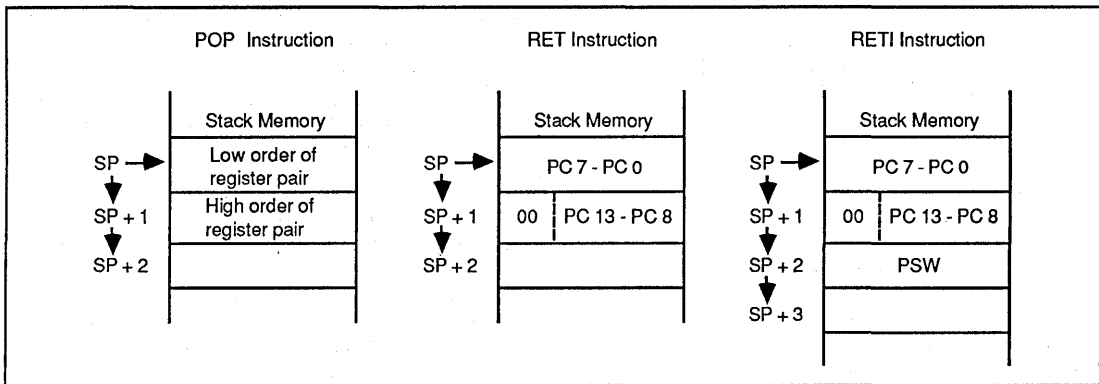 POP Instruction
Stack Memory
SP
Low order of
register pair
SP + 1
High order of
register pair
SP + 2
RET Instruction
Stack Memory
SP
PC 7 - PC 0
SP + 1
00
PC 13 - PC 8
SP + 2
RETI Instruction
Stack Memory
SP
PC 7 - PC 0
SP + 1
00
PC 13 - PC 8
SP + 2
PSW
SP + 3